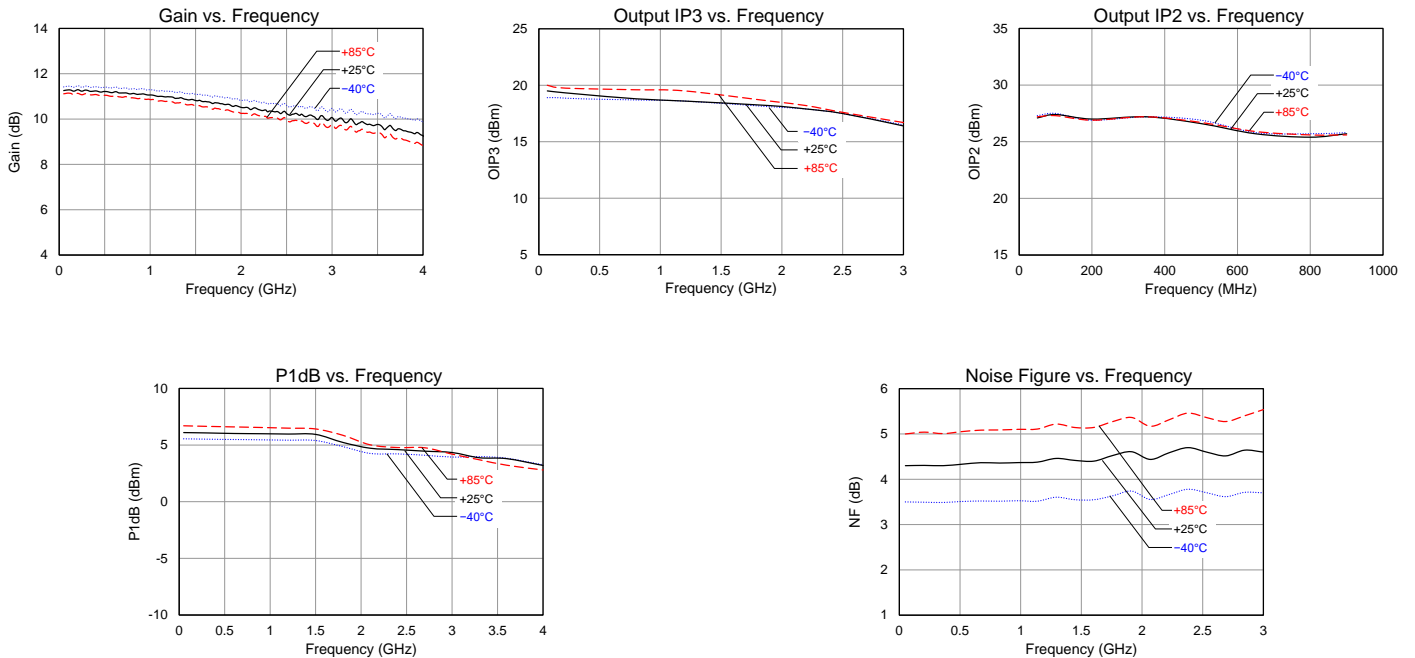 Gain vs. Frequency
14
12
10
8
6
4
0
1
2
3
4
Gain (dB)
Frequency (GHz)
+85°C
+25°C
−40°C
Output IP3 vs. Frequency
25
20
15
10
5
0
0.5
1
1.5
2
2.5
3
OIP3 (dBm)
Frequency (GHz)
−40°C
+25°C
+85°C
Output IP2 vs. Frequency
35
30
25
20
15
0
200
400
600
800
1000
OIP2 (dBm)
Frequency (MHz)
−40°C
+25°C
+85°C
P1dB vs. Frequency
10
5
0
-5
-10
0
0.5
1
1.5
2
2.5
3
3.5
4
P1dB (dBm)
Frequency (GHz)
+85°C
+25°C
−40°C
Noise Figure vs. Frequency
6
5
4
3
2
1
0
0.5
1
1.5
2
2.5
3
NF (dB)
Frequency (GHz)
+85°C
+25°C
−40°C